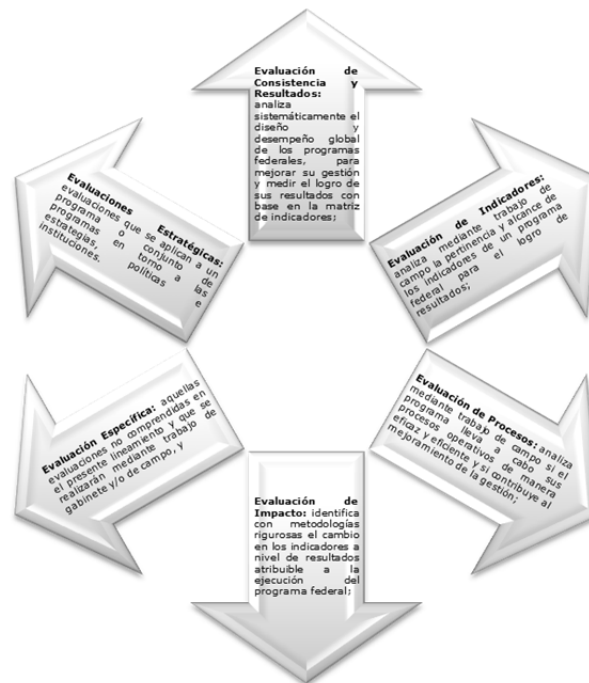 Evaluación de
Consistencia y
Resultados:
analiza
sistemáticamente el
diseño y
desempeño global
de los programas
federales, para
mejorar su gestión
y medir el logro de
sus resultados con
base en la matriz
de indicadores;
Evaluación de Indicadores:
analiza mediante trabajo de
campo la pertinencia y alcance de
los indicadores de un programa
federal para el logro de
resultados;
Evaluación de Procesos: analiza
mediante trabajo de campo si el
programa lleva a cabo sus
procesos operativos de manera
eficaz y eficiente y si contribuye al
mejoramiento de la gestión;
Evaluación de
Impacto: identifica
con metodologías
rigurosas el cambio
en los indicadores a
nivel de resultados
atribuible a la
ejecución del
programa federal;
Evaluación Específica: aquellas
evaluaciones no comprendidas en
el presente lineamiento y que se
realizarán mediante trabajo de
gabinete y/o de campo, y
Evaluaciones Estratégicas:
evaluaciones que se aplican a un
programa o conjunto de
programas en torno a las
estrategias, políticas e
instituciones.